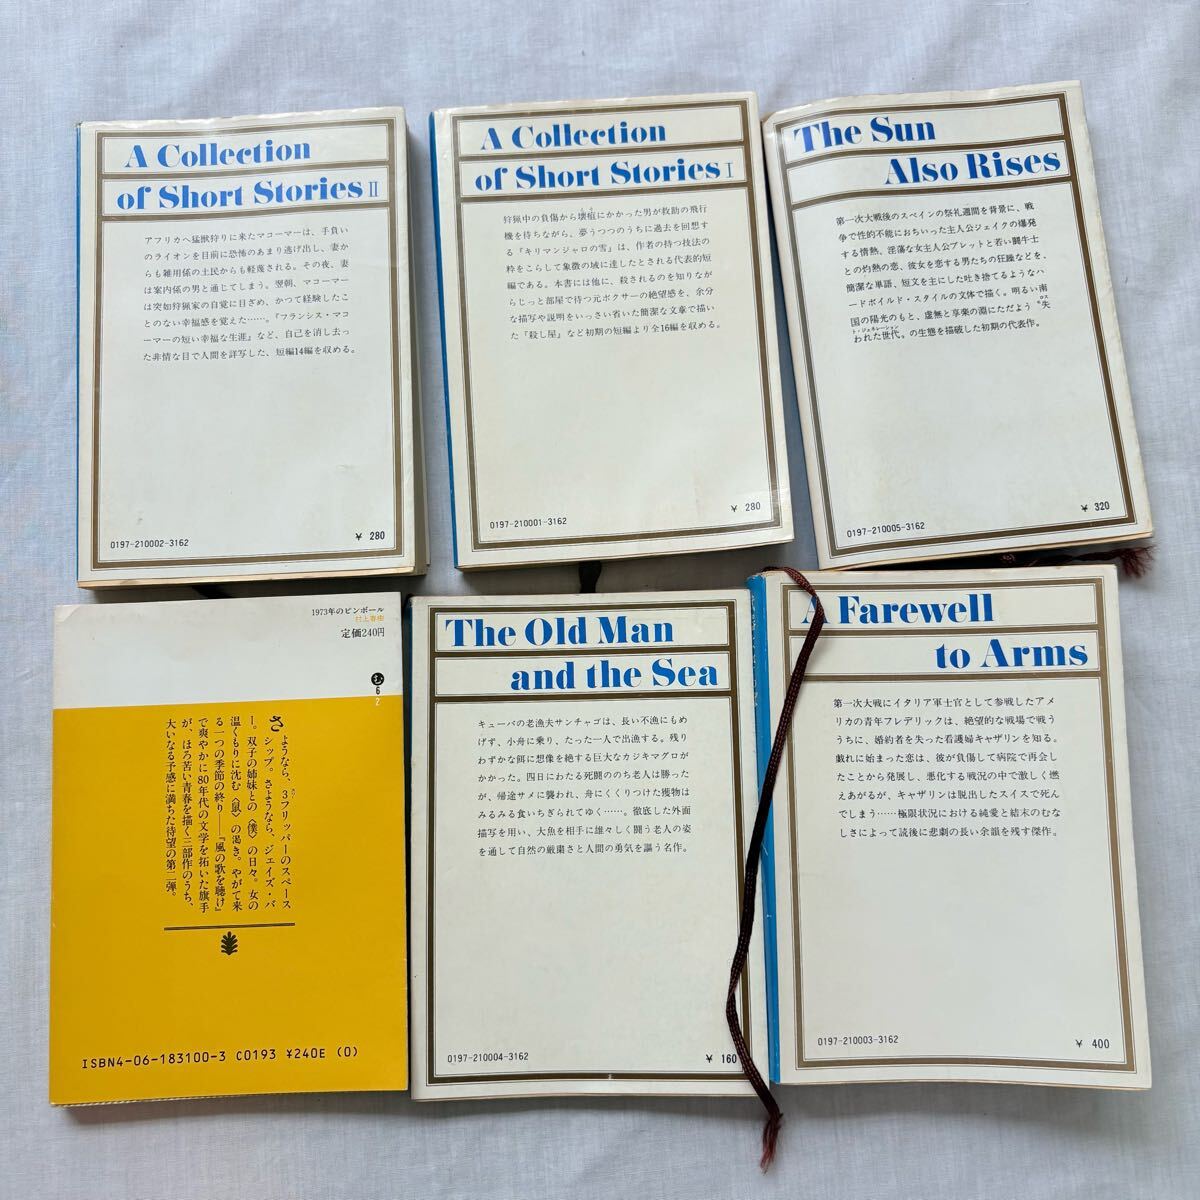 A Collection
of Short Stories II
アフリカへ猛獣狩りに来たマコーマーは、手負い
のライオンを目前に恐怖のあまり逃げ出し、妻か
らも雑用係の土民からも軽蔑される。その夜、妻
は案内係の男と通じてしまう。翌朝、マコーマー
は突如狩猟家の自覚に目ざめ、かつて経験したこ
とのない幸福感を覚えた……。『フランシス・マコ
ーマーの短い幸福な生涯』など、自己を消し去っ
た非情な目で人間を詳写した、短編14編を収める。
0197-210002-3162
¥ 280
A Collection
of Short Stories I
狩猟中の負傷から壊疽にかかった男が救助の飛行
機を待ちながら、夢うつつのうちに過去を回想す
る『キリマンジャロの雪』は、作者の持つ技法の
粋をこらして象徴の域に達したとされる代表的短
編である。本書には他に、殺されるのを知りなが
らじっと部屋で待つ元ボクサーの絶望感を、余分
な描写や説明をいっさい省いた簡潔な文章で描い
た『殺し屋』など初期の短編より全16編を収める。
0197-210001-3162
¥ 280
The Sun
Also Rises
第一次大戦後のスペインの祭礼週間を背景に、戦
争で性的不能におちいった主人公ジェイクの爆発
する情熱、淫蕩な女主人公ブレットと若い闘牛士
との灼熱の恋、彼女を恋する男たちの狂躁などを、
簡潔な単語、短文を主にした吐き捨てるようなハ
ードボイルド・スタイルの文体で描く。明るい南
国の陽光のもと、虚無と享楽の淵にただよう“失
われた世代”の生態を描破した初期の代表作。
0197-210005-3162
¥ 320
1973年のピンボール
村上春樹
定価240円
む
6
2
さようなら、3フリッパーのスペース
シップ。さようなら、ジェイズ・バ
ー。双子の姉妹との〈僕〉の日々。女の
温くもりに沈む〈鼠〉の渇き。やがて来
る一つの季節の終り――『風の歌を聴け』
で爽やかに80年代の文学を拓いた旗手
が、ほろ苦い青春を描く三部作のうち、
大いなる予感に満ちた待望の第二弾。
ISBN4-06-183100-3 C0193 ¥240E (0)
The Old Man
and the Sea
キューバの老漁夫サンチャゴは、長い不漁にもめ
げず、小舟に乗り、たった一人で出漁する。残り
わずかな餌に想像を絶する巨大なカジキマグロが
かかった。四日にわたる死闘ののち老人は勝った
が、帰途サメに襲われ、舟にくくりつけた獲物は
みるみる食いちぎられてゆく……。徹底した外面
描写を用い、大魚を相手に雄々しく闘う老人の姿
を通して自然の厳粛さと人間の勇気を謳う名作。
0197-210004-3162
¥ 160
A Farewell
to Arms
第一次大戦にイタリア軍士官として参戦したアメ
リカの青年フレデリックは、絶望的な戦場で戦う
うちに、婚約者を失った看護婦キャザリンを知る。
戯れに始まった恋は、彼が負傷して病院で再会し
たことから発展し、悪化する戦況の中で激しく燃
えあがるが、キャザリンは脱出したスイスで死ん
でしまう……極限状況における純愛と結末のむな
しさによって読後に悲劇の長い余韻を残す傑作。
0197-210003-3162
¥ 400